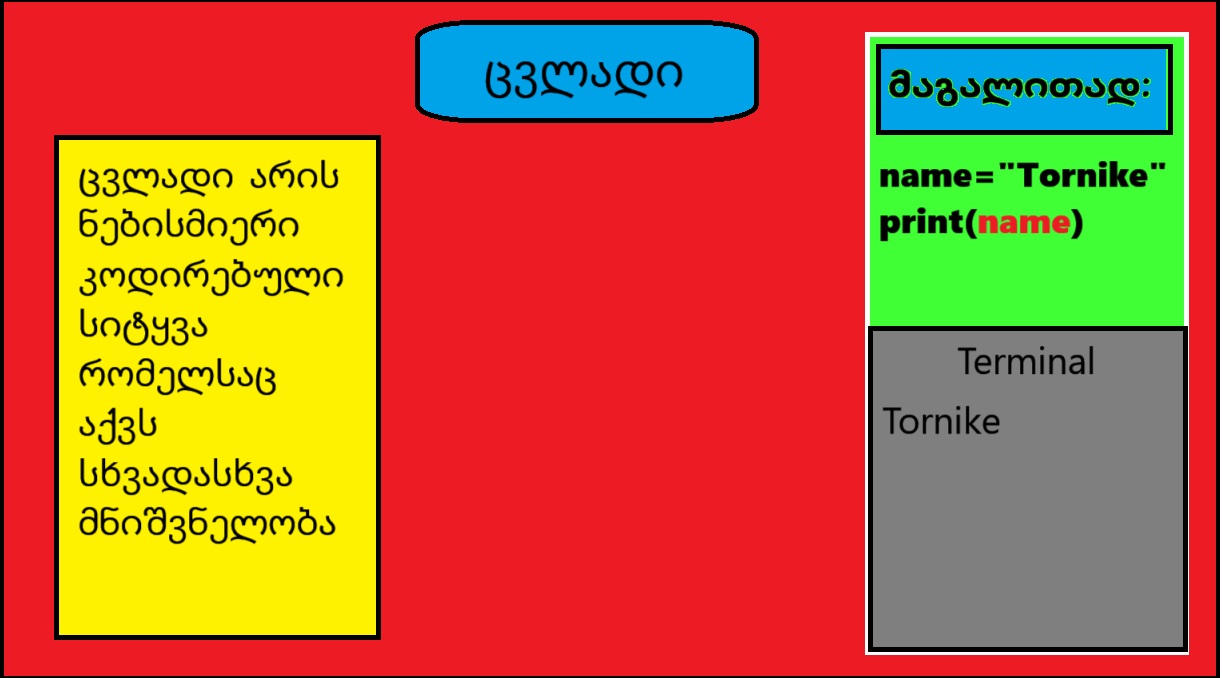 ცვლადი
ცვლადი არის
ნებისმიერი
კოდირებული
სიტყვა
რომელსაც
აქვს
სხვადასხვა
მნიშვნელობა
მაგალითად:
name="Tornike"
print(name)
Terminal
Tornike